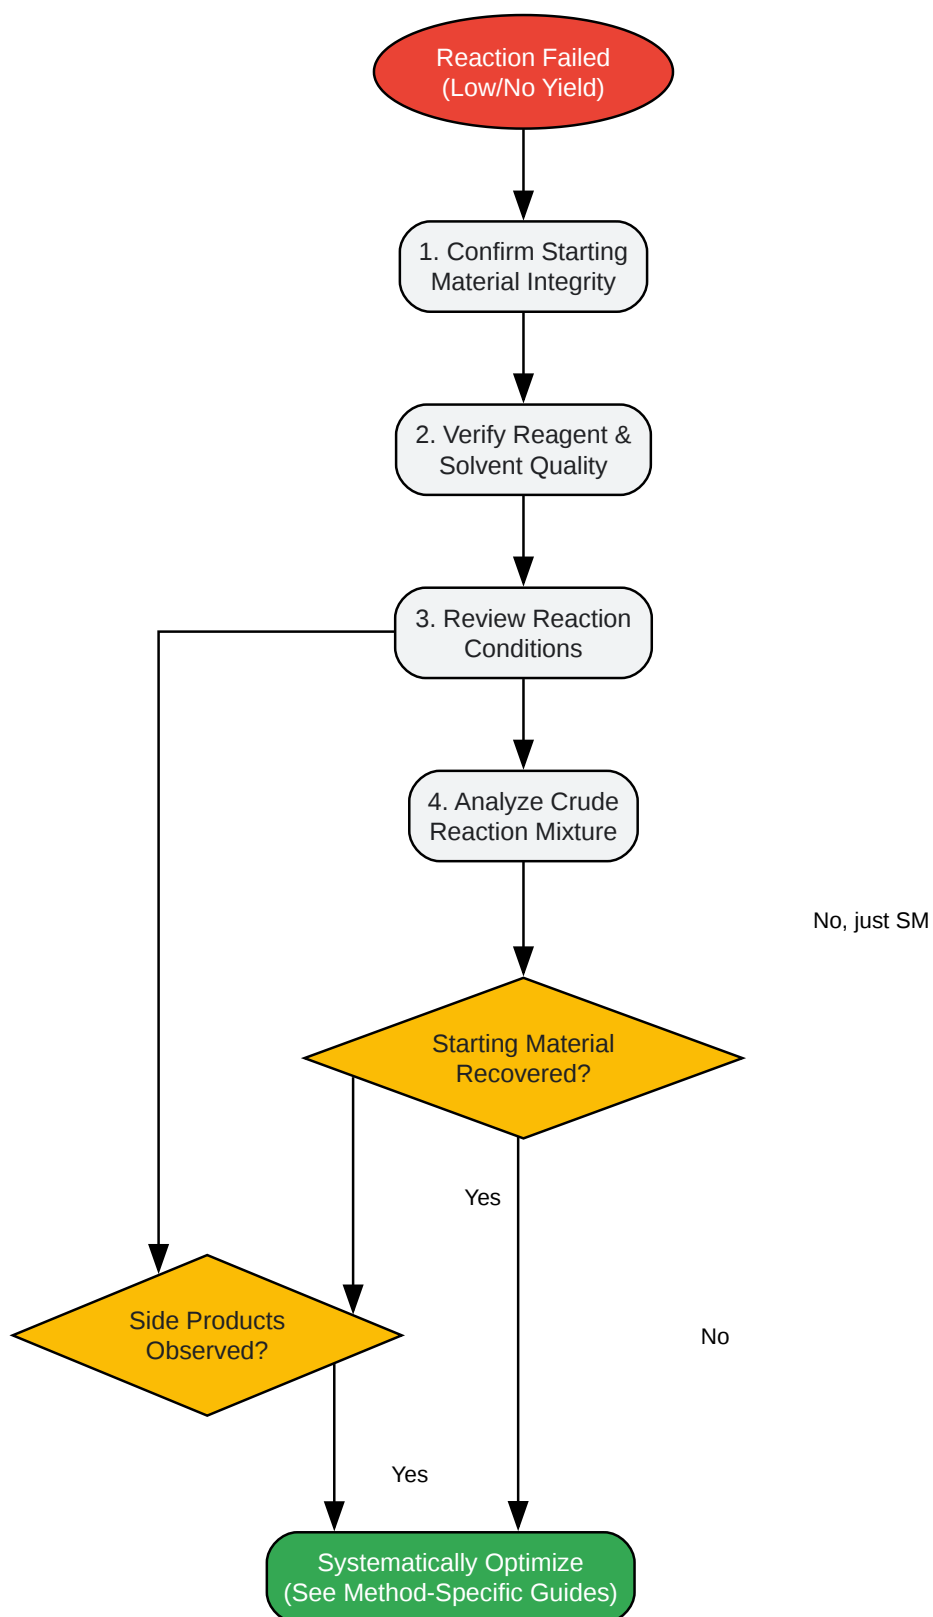 Reaction Failed
(Low/No Yield)
1. Confirm Starting
Material Integrity
2. Verify Reagent &
Solvent Quality
3. Review Reaction
Conditions
4. Analyze Crude
Reaction Mixture
No, just SM
Starting Material
Recovered?
Yes
Side Products
Observed?
No
Yes
Systematically Optimize
(See Method-Specific Guides)